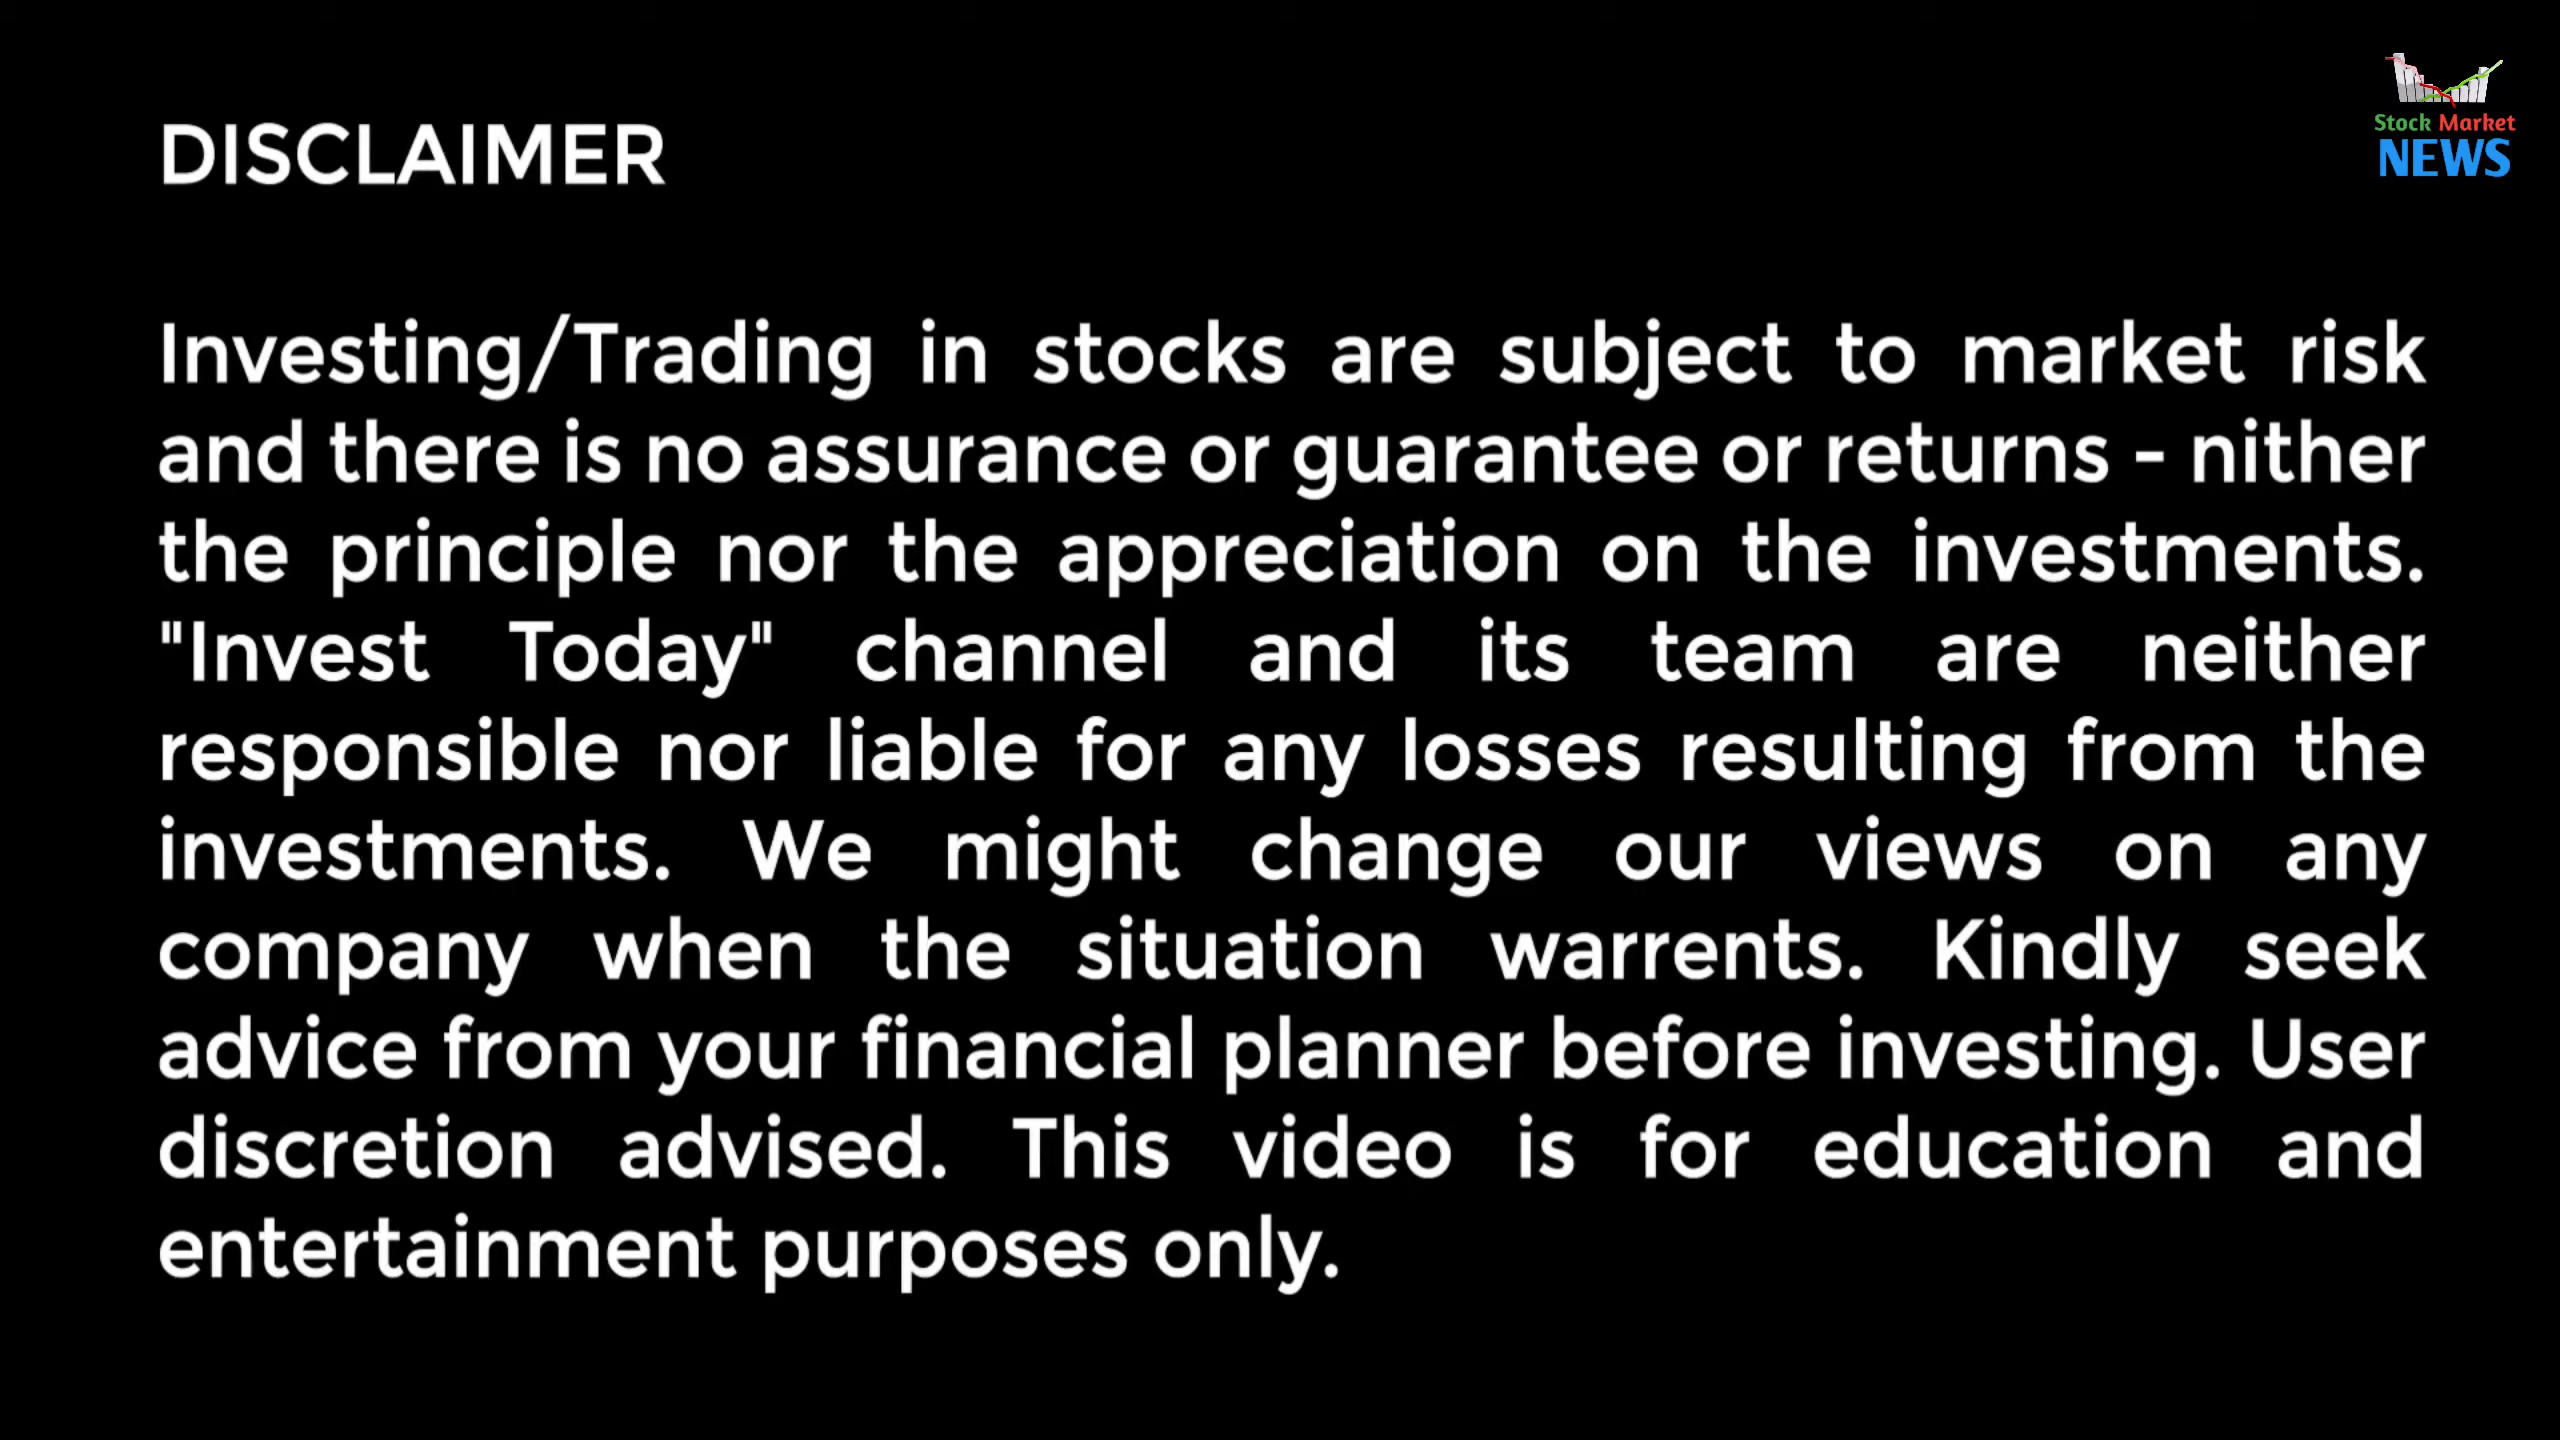 Stock Market
NEWS
DISCLAIMER
Investing/Trading in stocks are subject to market risk
and there is no assurance or guarantee or returns - nither
the principle nor the appreciation on the investments.
"Invest Today" channel and its team are neither
responsible nor liable for any losses resulting from the
investments. We might change our views on any
company when the situation warrents. Kindly seek
advice from your financial planner before investing. User
discretion advised. This video is for education and
entertainment purposes only.